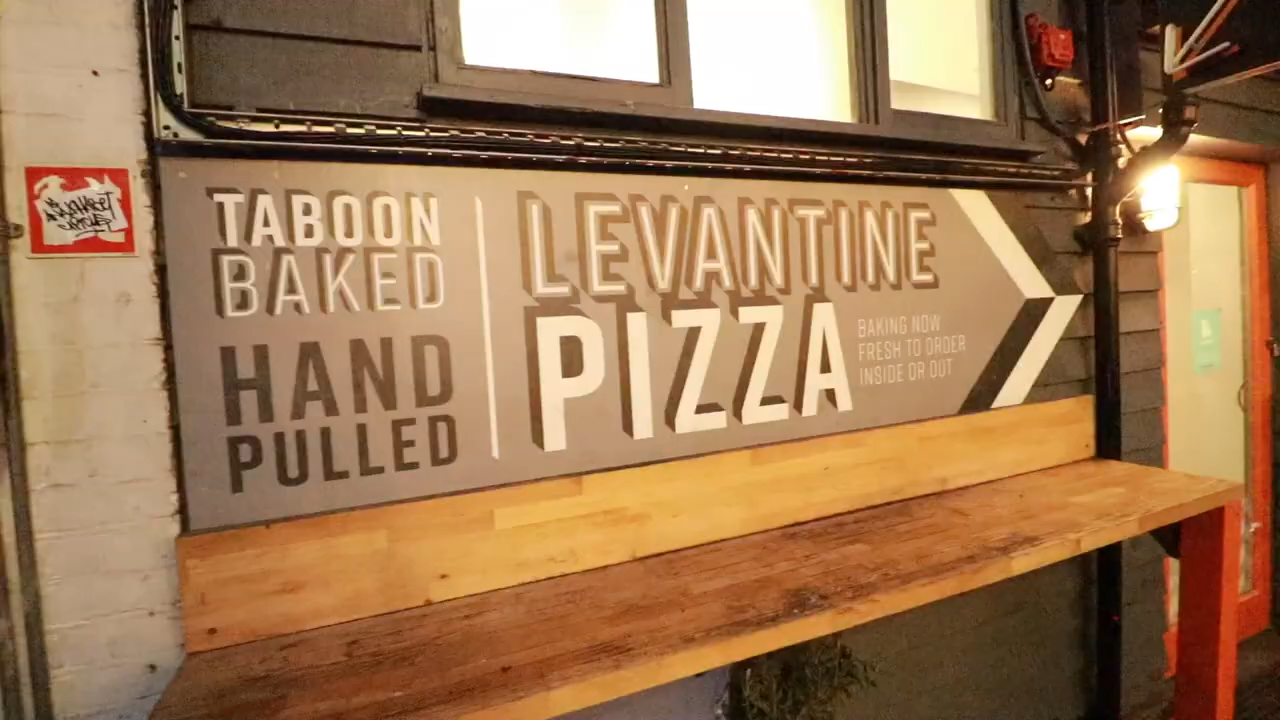 TABOON
BAKED
HAND
PULLED
LEVANTINE
PIZZA
BAKING NOW
FRESH TO ORDER
INSIDE OR OUT